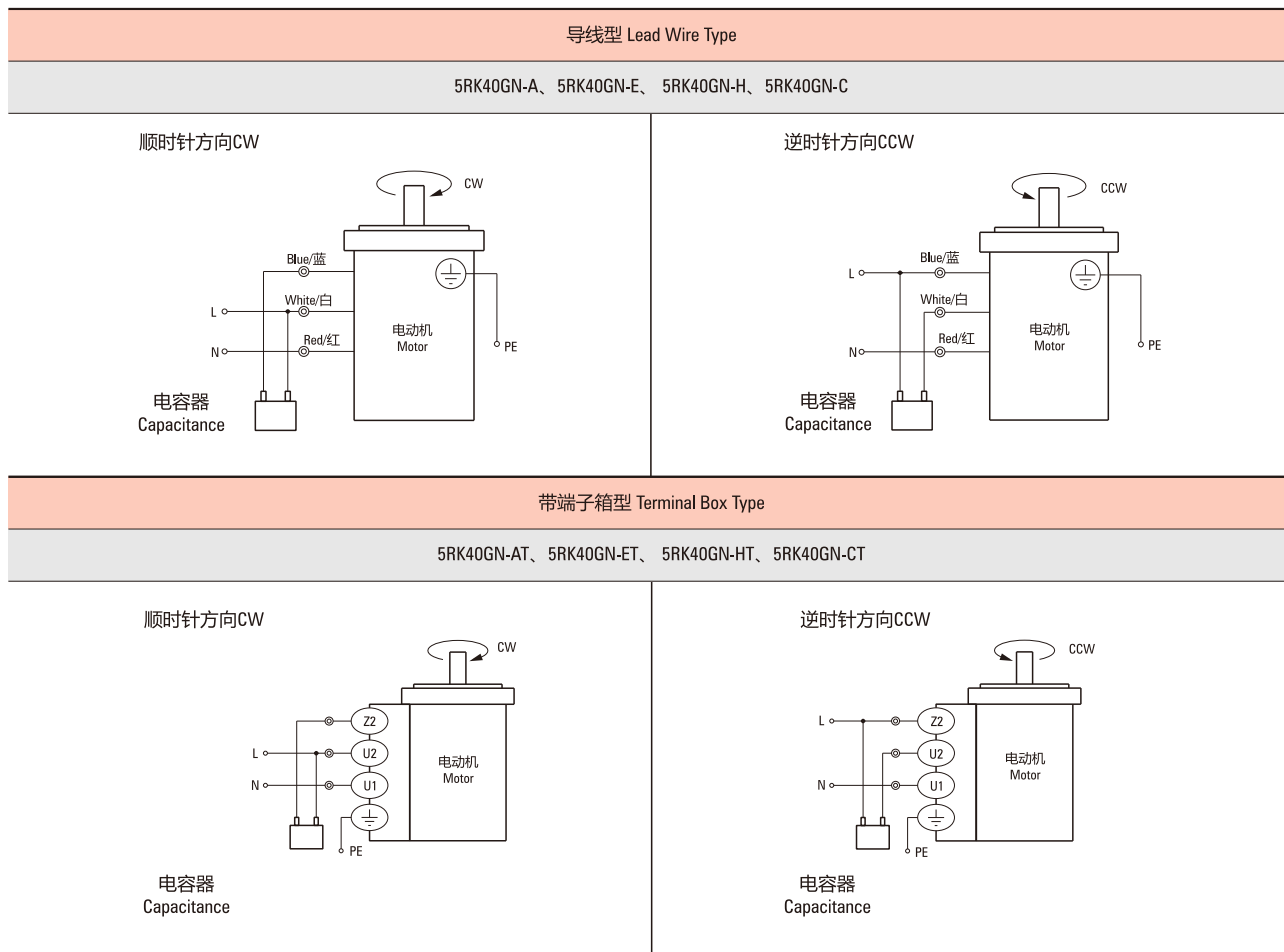 导线型 Lead Wire Type
5RK40GN-A、5RK40GN-E、 5RK40GN-H、5RK40GN-C
顺时针方向CW
CW
Blue/蓝
White/白
L
Red/红
N
电动机
Motor
PE
电容器
Capacitance
逆时针方向CCW
CCW
Blue/蓝
L
White/白
Red/红
N
电动机
Motor
PE
电容器
Capacitance
带端子箱型 Terminal Box Type
5RK40GN-AT、5RK40GN-ET、 5RK40GN-HT、5RK40GN-CT
顺时针方向CW
CW
Z2
L
U2
N
U1
电动机
Motor
PE
电容器
Capacitance
逆时针方向CCW
CCW
L
Z2
U2
N
U1
电动机
Motor
PE
电容器
Capacitance